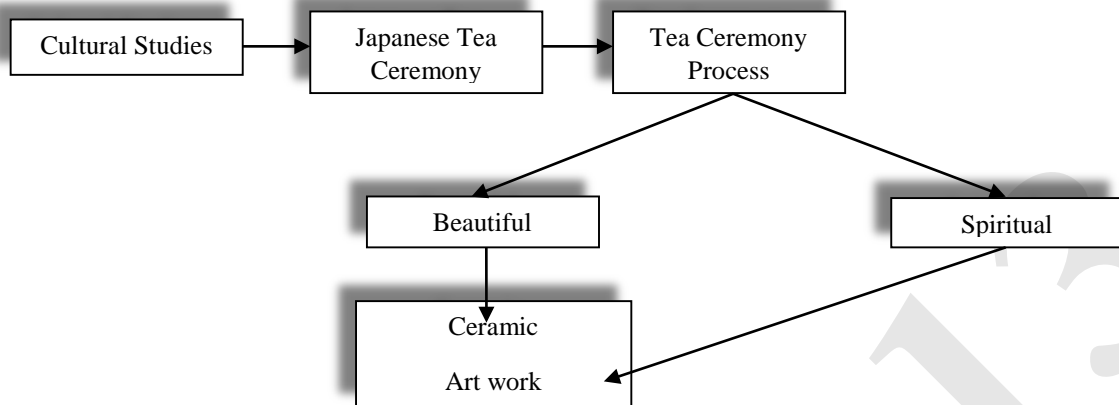 Cultural Studies
Japanese Tea
Ceremony
Tea Ceremony
Process
Beautiful
Spiritual
Ceramic
Art work